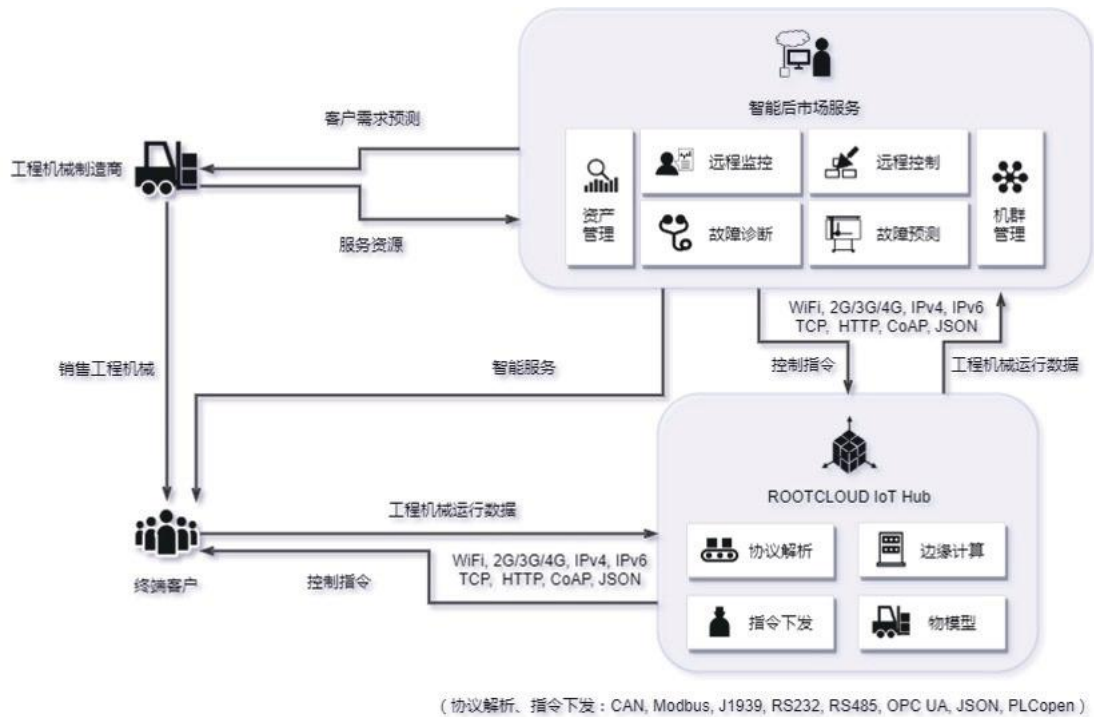 智能后市场服务
客户需求预测
工程机械制造商
服务资源
资产
管理
远程监控
远程控制
故障诊断
故障预测
机群
管理
WiFi, 2G/3G/4G, IPv4, IPv6
TCP, HTTP, CoAP, JSON
销售工程机械
智能服务
控制指令
工程机械运行数据
ROOTCLOUD IoT Hub
工程机械运行数据
WiFi, 2G/3G/4G, IPv4, IPv6
TCP, HTTP, CoAP, JSON
控制指令
终端客户
协议解析
边缘计算
指令下发
物模型
(协议解析、指令下发:CAN, Modbus, J1939, RS232, RS485, OPC UA, JSON, PLCopen)